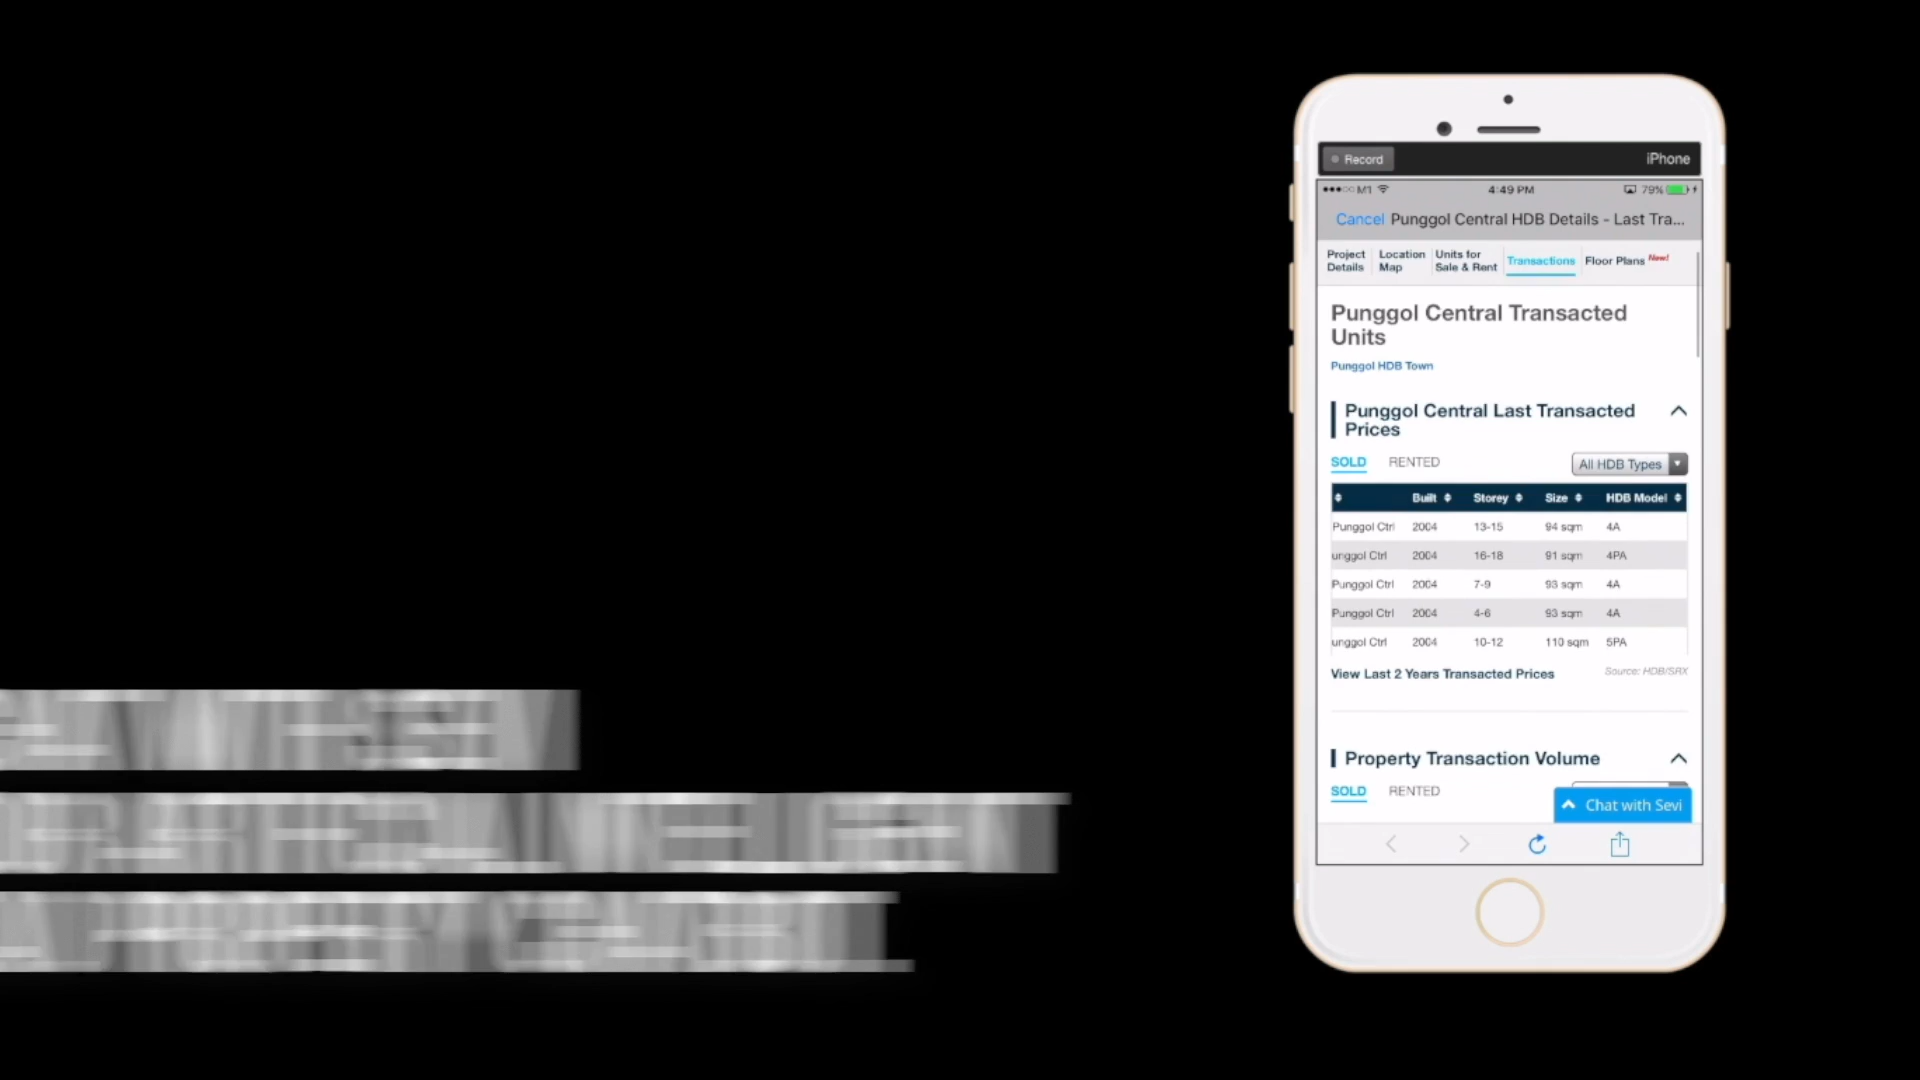 Record iPhone
M1 4:49 PM 79%
Cancel Punggol Central HDB Details - Last Tra...
Project Details Location Map Units for Sale & Rent Transactions Floor Plans New!
Punggol Central Transacted
Units
Punggol HDB Town
Punggol Central Last Transacted
Prices
SOLD RENTED All HDB Types
Built Storey Size HDB Model
Punggol Ctrl 2004 13-15 94 sqm 4A
unggol Ctrl 2004 16-18 91 sqm 4PA
Punggol Ctrl 2004 7-9 93 sqm 4A
Punggol Ctrl 2004 4-6 93 sqm 4A
unggol Ctrl 2004 10-12 110 sqm 5PA
View Last 2 Years Transacted Prices Source: HDB/SRX
Property Transaction Volume
SOLD RENTED
Chat with Sevi